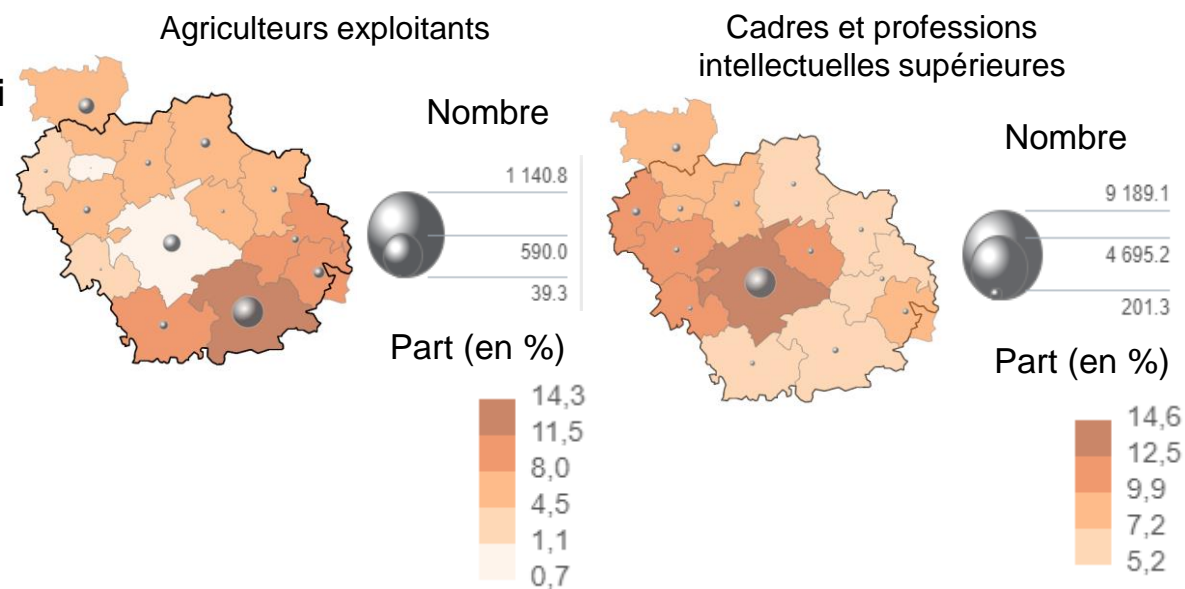 Agriculteurs exploitants
i
Nombre
1 140.8
590.0
39.3
Part (en %)
14,3
11,5
8,0
4,5
1,1
0,7
Cadres et professions
intellectuelles supérieures
Nombre
9 189.1
4 695.2
201.3
Part (en %)
14,6
12,5
9,9
7,2
5,2